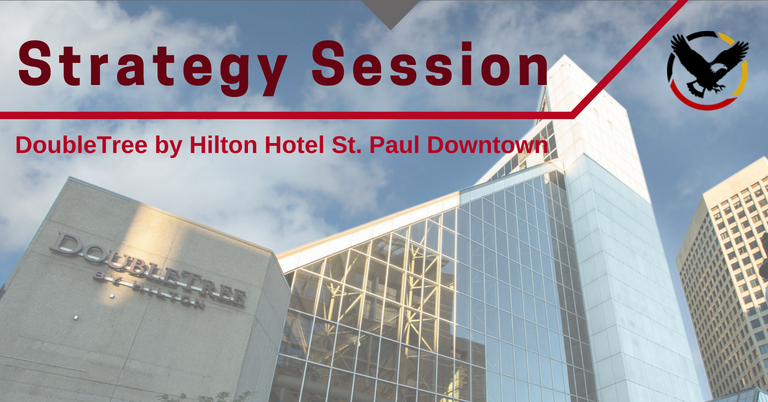 Strategy Session
DoubleTree by Hilton Hotel St. Paul Downtown
DOUBLETREE
BY HILTON